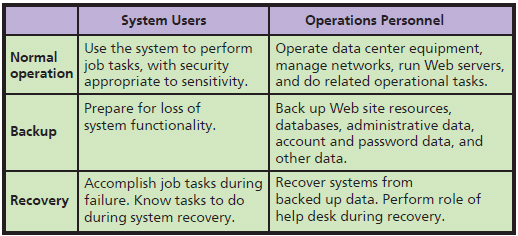 System Users
Operations Personnel
Normal
operation
Use the system to perform
job tasks, with security
appropriate to sensitivity.
Operate data center equipment,
manage networks, run Web servers,
and do related operational tasks.
Backup
Prepare for loss of
system functionality.
Back up Web site resources,
databases, administrative data,
account and password data, and
other data.
Recovery
Accomplish job tasks during
failure. Know tasks to do
during system recovery.
Recover systems from
backed up data. Perform role of
help desk during recovery.